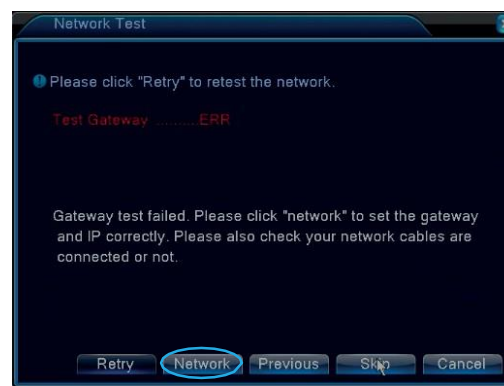 Network Test
Please click "Retry" to retest the network.
Test Gateway ..........ERR
Gateway test failed. Please click "network" to set the gateway
and IP correctly. Please also check your network cables are
connected or not.
Retry Network Previous Skip Cancel